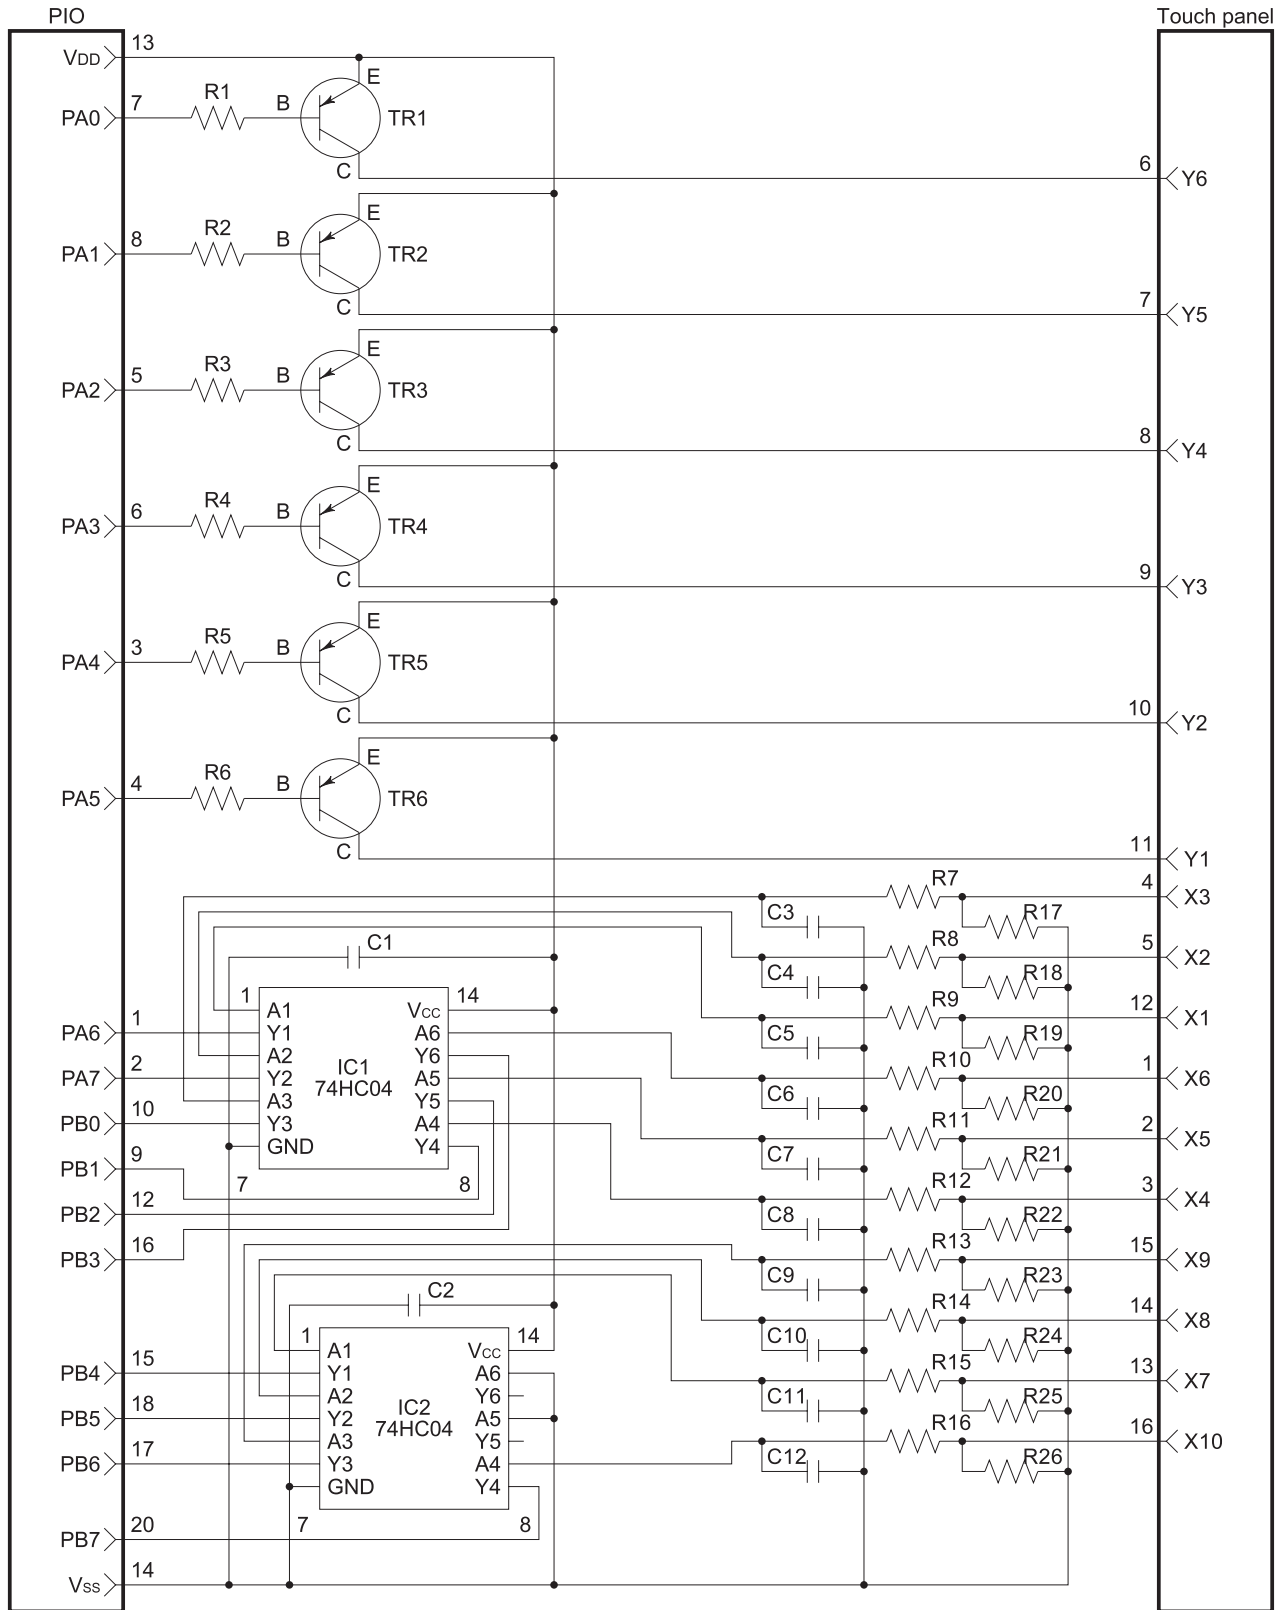 PIO
Touch panel
VDD 13
E
PA0 7 R1 B TR1
C
6 Y6
E
PA1 8 R2 B TR2
C
7 Y5
E
PA2 5 R3 B TR3
C
8 Y4
E
PA3 6 R4 B TR4
C
9 Y3
E
PA4 3 R5 B TR5
C
10 Y2
E
PA5 4 R6 B TR6
C
11 Y1
R7 4 X3
C3 R17
C1
R8 5 X2
C4 R18
1 14
A1 VCC
R9 12 X1
PA6 1 Y1 A6
C5 R19
A2 Y6
IC1
74HC04
PA7 2 Y2 A5
R10 1 X6
A3 Y5
C6 R20
PB0 10 Y3 A4
R11 2 X5
GND Y4
C7 R21
PB1 9
7 8
R12 3 X4
PB2 12
C8 R22
PB3 16
R13 15 X9
C9 R23
C2
R14 14 X8
1 14
A1 VCC
C10 R24
PB4 15 Y1 A6
R15 13 X7
A2 Y6
C11 R25
IC2
74HC04
PB5 18 Y2 A5
A3 Y5
R16 16 X10
PB6 17 Y3 A4
C12 R26
GND Y4
7 8
PB7 20
VSS 14